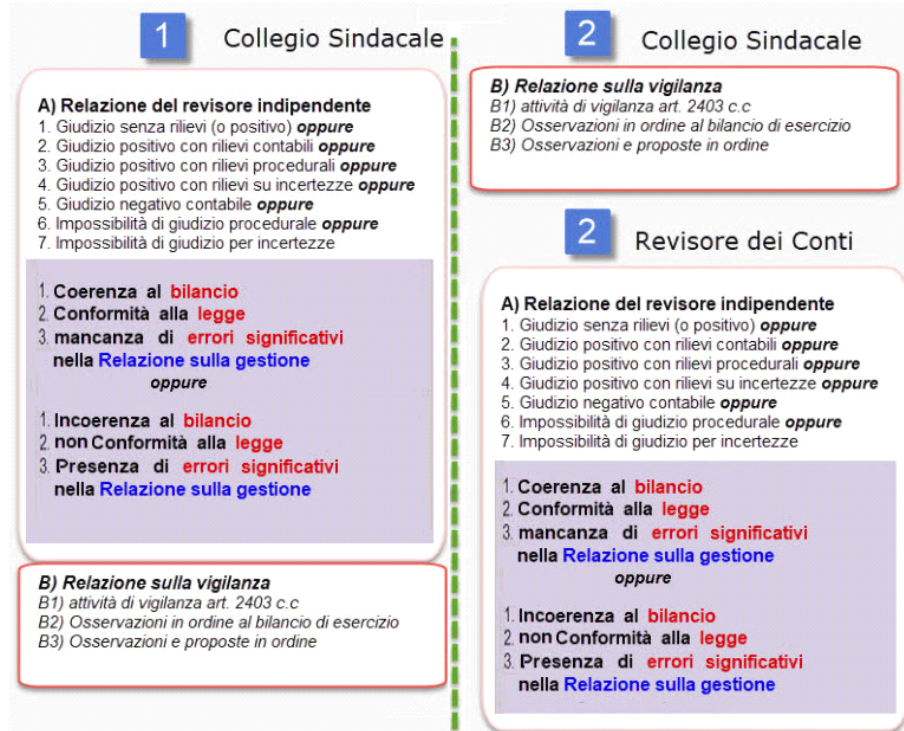 1 Collegio Sindacale
A) Relazione del revisore indipendente
1. Giudizio senza rilievi (o positivo) oppure
2. Giudizio positivo con rilievi contabili oppure
3. Giudizio positivo con rilievi procedurali oppure
4. Giudizio positivo con rilievi su incertezze oppure
5. Giudizio negativo contabile oppure
6. Impossibilità di giudizio procedurale oppure
7. Impossibilità di giudizio per incertezze
1. Coerenza al bilancio
2. Conformità alla legge
3. mancanza di errori significativi
nella Relazione sulla gestione
oppure
1. Incoerenza al bilancio
2. non Conformità alla legge
3. Presenza di errori significativi
nella Relazione sulla gestione
B) Relazione sulla vigilanza
B1) attività di vigilanza art. 2403 c.c
B2) Osservazioni in ordine al bilancio di esercizio
B3) Osservazioni e proposte in ordine
2 Collegio Sindacale
B) Relazione sulla vigilanza
B1) attività di vigilanza art. 2403 c.c
B2) Osservazioni in ordine al bilancio di esercizio
B3) Osservazioni e proposte in ordine
2 Revisore dei Conti
A) Relazione del revisore indipendente
1. Giudizio senza rilievi (o positivo) oppure
2. Giudizio positivo con rilievi contabili oppure
3. Giudizio positivo con rilievi procedurali oppure
4. Giudizio positivo con rilievi su incertezze oppure
5. Giudizio negativo contabile oppure
6. Impossibilità di giudizio procedurale oppure
7. Impossibilità di giudizio per incertezze
1. Coerenza al bilancio
2. Conformità alla legge
3. mancanza di errori significativi
nella Relazione sulla gestione
oppure
1. Incoerenza al bilancio
2. non Conformità alla legge
3. Presenza di errori significativi
nella Relazione sulla gestione